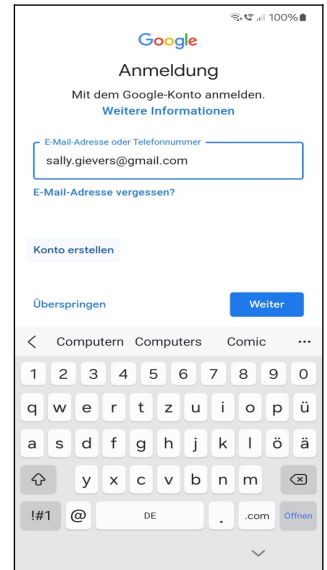 100%
Google
Anmeldung
Mit dem Google-Konto anmelden.
Weitere Informationen
E-Mail-Adresse oder Telefonnummer
sally.gievers@gmail.com
E-Mail-Adresse vergessen?
Konto erstellen
Überspringen Weiter
Computern Computers Comic
1 2 3 4 5 6 7 8 9 0
q w e r t z u i o p ü
a s d f g h j k l ö ä
y x c v b n m
!#1 @ DE . .com Öffnen